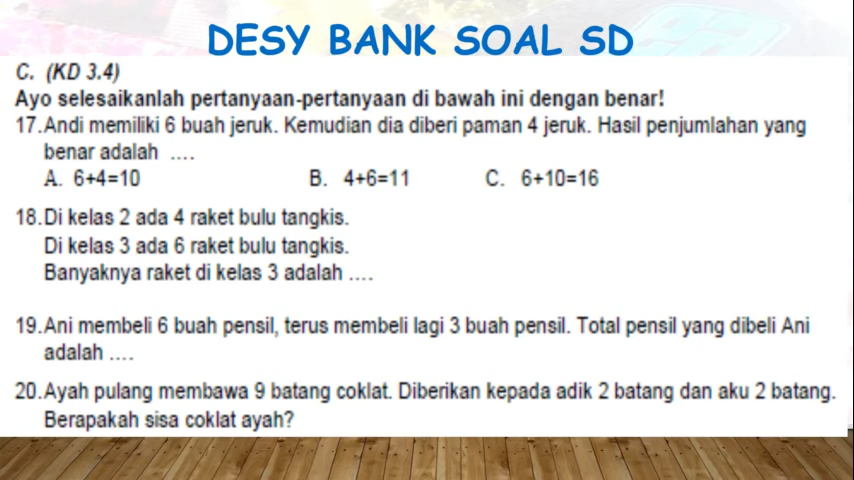 DESY BANK SOAL SD
C. (KD 3.4)
Ayo selesaikanlah pertanyaan-pertanyaan di bawah ini dengan benar!
17. Andi memiliki 6 buah jeruk. Kemudian dia diberi paman 4 jeruk. Hasil penjumlahan yang
benar adalah ....
A. 6+4=10 B. 4+6=11 C. 6+10=16
18. Di kelas 2 ada 4 raket bulu tangkis.
Di kelas 3 ada 6 raket bulu tangkis.
Banyaknya raket di kelas 3 adalah ....
19. Ani membeli 6 buah pensil, terus membeli lagi 3 buah pensil. Total pensil yang dibeli Ani
adalah ....
20. Ayah pulang membawa 9 batang coklat. Diberikan kepada adik 2 batang dan aku 2 batang.
Berapakah sisa coklat ayah?